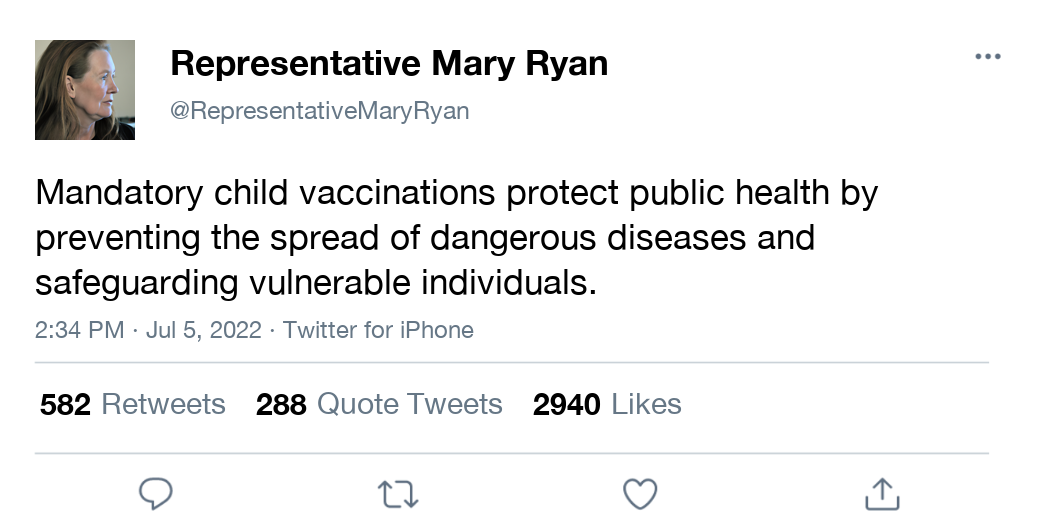 Representative Mary Ryan
@RepresentativeMaryRyan
Mandatory child vaccinations protect public health by
preventing the spread of dangerous diseases and
safeguarding vulnerable individuals.
2:34 PM · Jul 5, 2022 · Twitter for iPhone
582 Retweets 288 Quote Tweets 2940 Likes